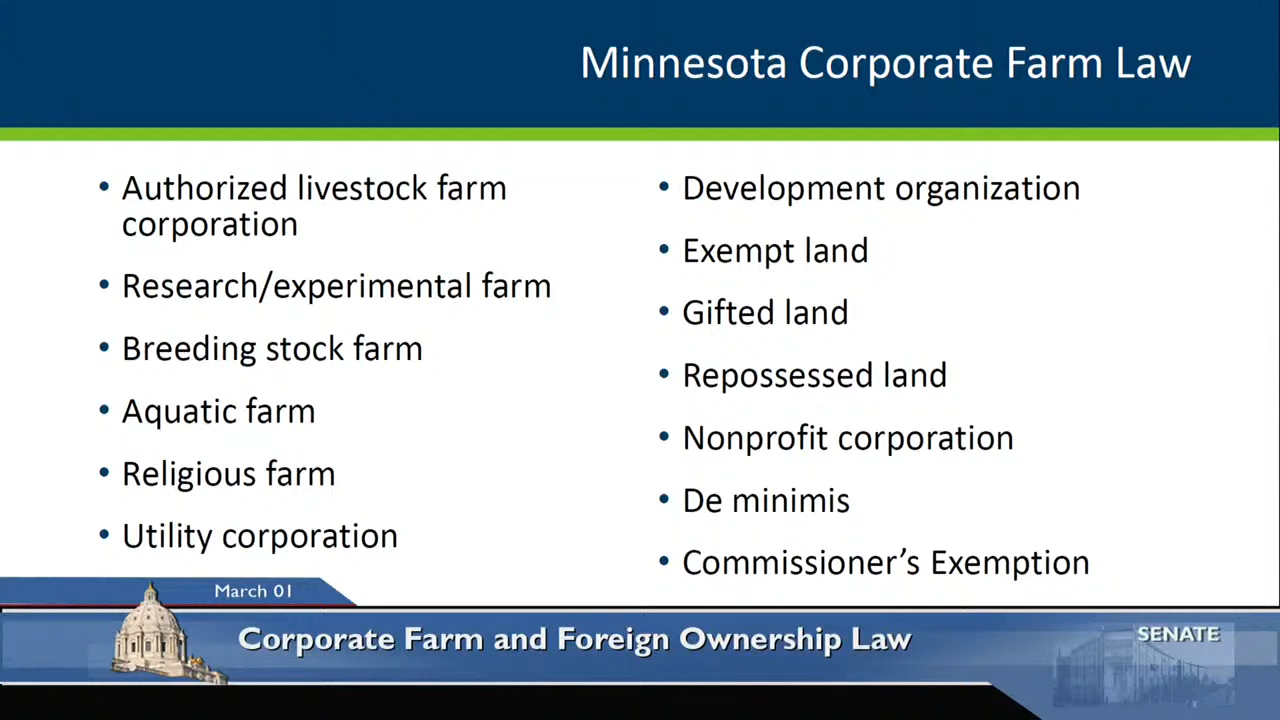 Minnesota Corporate Farm Law
• Authorized livestock farm
corporation
• Research/experimental farm
• Breeding stock farm
• Aquatic farm
• Religious farm
• Utility corporation
• Development organization
• Exempt land
• Gifted land
• Repossessed land
• Nonprofit corporation
• De minimis
• Commissioner’s Exemption
March 01
Corporate Farm and Foreign Ownership Law
SENATE